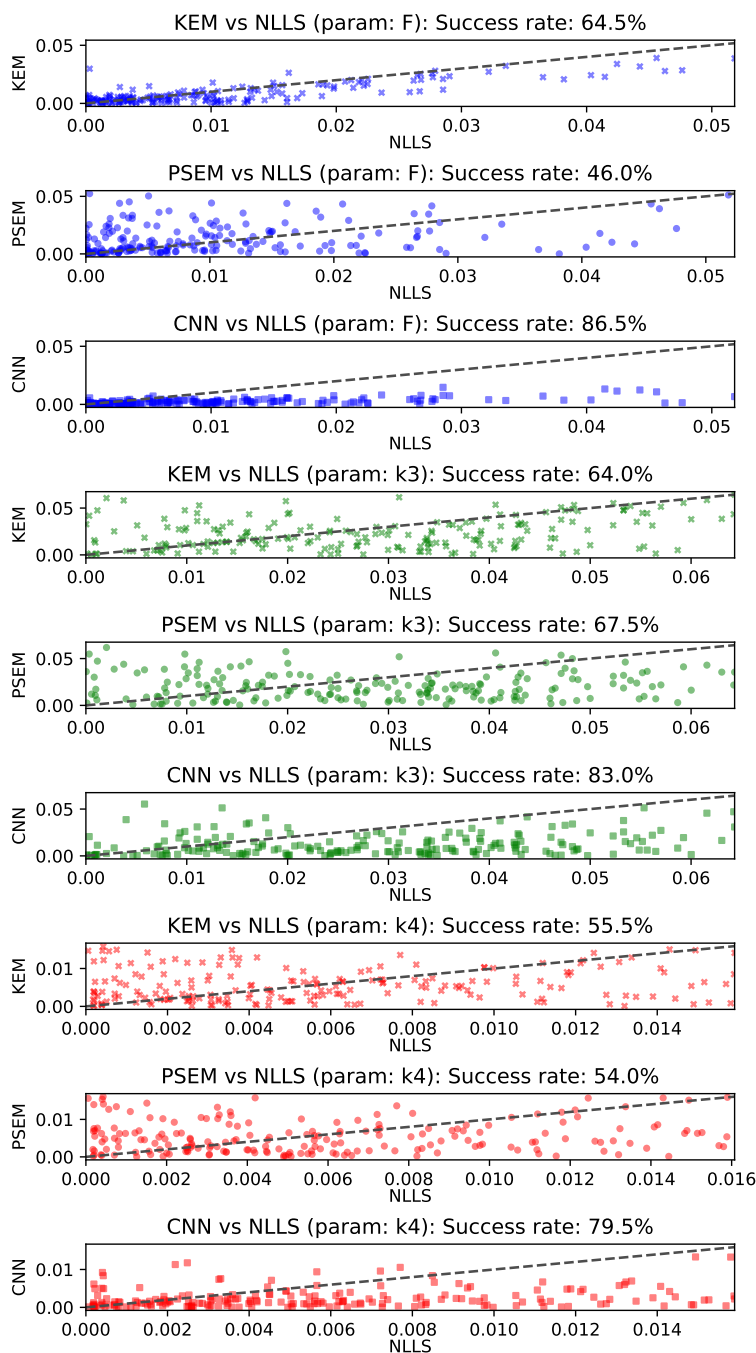 KEM vs NLLS (param: F): Success rate: 64.5%
KEM
0.05
0.00
0.00 0.01 0.02 0.03 0.04 0.05
NLLS
PSEM vs NLLS (param: F): Success rate: 46.0%
PSEM
0.05
0.00
0.00 0.01 0.02 0.03 0.04 0.05
NLLS
CNN vs NLLS (param: F): Success rate: 86.5%
CNN
0.05
0.00
0.00 0.01 0.02 0.03 0.04 0.05
NLLS
KEM vs NLLS (param: k3): Success rate: 64.0%
KEM
0.05
0.00
0.00 0.01 0.02 0.03 0.04 0.05 0.06
NLLS
PSEM vs NLLS (param: k3): Success rate: 67.5%
PSEM
0.05
0.00
0.00 0.01 0.02 0.03 0.04 0.05 0.06
NLLS
CNN vs NLLS (param: k3): Success rate: 83.0%
CNN
0.05
0.00
0.00 0.01 0.02 0.03 0.04 0.05 0.06
NLLS
KEM vs NLLS (param: k4): Success rate: 55.5%
KEM
0.01
0.00
0.000 0.002 0.004 0.006 0.008 0.010 0.012 0.014
NLLS
PSEM vs NLLS (param: k4): Success rate: 54.0%
PSEM
0.01
0.00
0.000 0.002 0.004 0.006 0.008 0.010 0.012 0.014 0.016
NLLS
CNN vs NLLS (param: k4): Success rate: 79.5%
CNN
0.01
0.00
0.000 0.002 0.004 0.006 0.008 0.010 0.012 0.014
NLLS